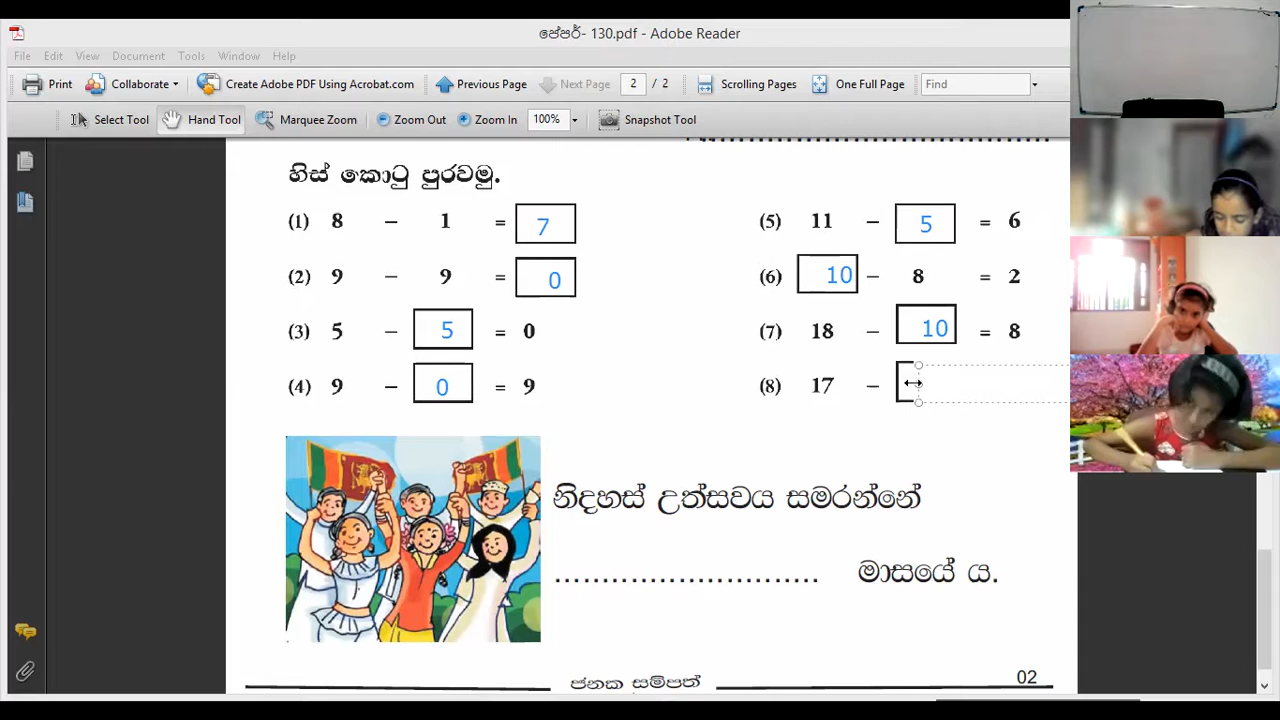 පේපර්- 130.pdf - Adobe Reader
File Edit View Document Tools Window Help
Print Collaborate Create Adobe PDF Using Acrobat.com Previous Page Next Page 2 / 2 Scrolling Pages One Full Page Find
Select Tool Hand Tool Marquee Zoom Zoom Out Zoom In 100% Snapshot Tool
හිස් කොටු පුරවමු.
(1) 8 - 1 = 7
(2) 9 - 9 = 0
(3) 5 - 5 = 0
(4) 9 - 0 = 9
(5) 11 - 5 = 6
(6) 10 - 8 = 2
(7) 18 - 10 = 8
(8) 17 -
නිදහස් උත්සවය සමරන්නේ
........................... මාසයේ ය.
ජනක සම්පත්
02